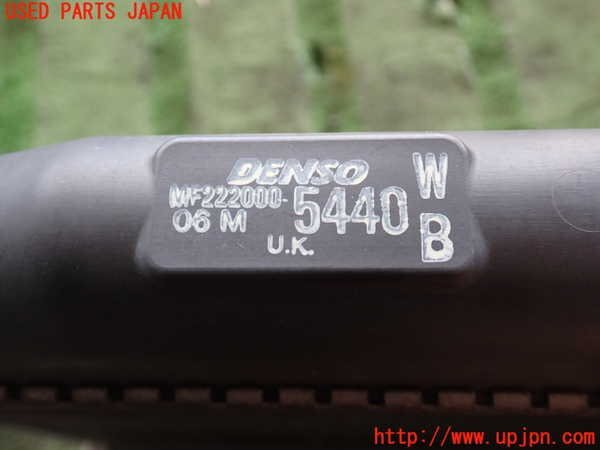 USED PARTS JAPAN
DENSO
MF222000-5440
06 M
U.K.
W
B
http://www.upjpn.com/